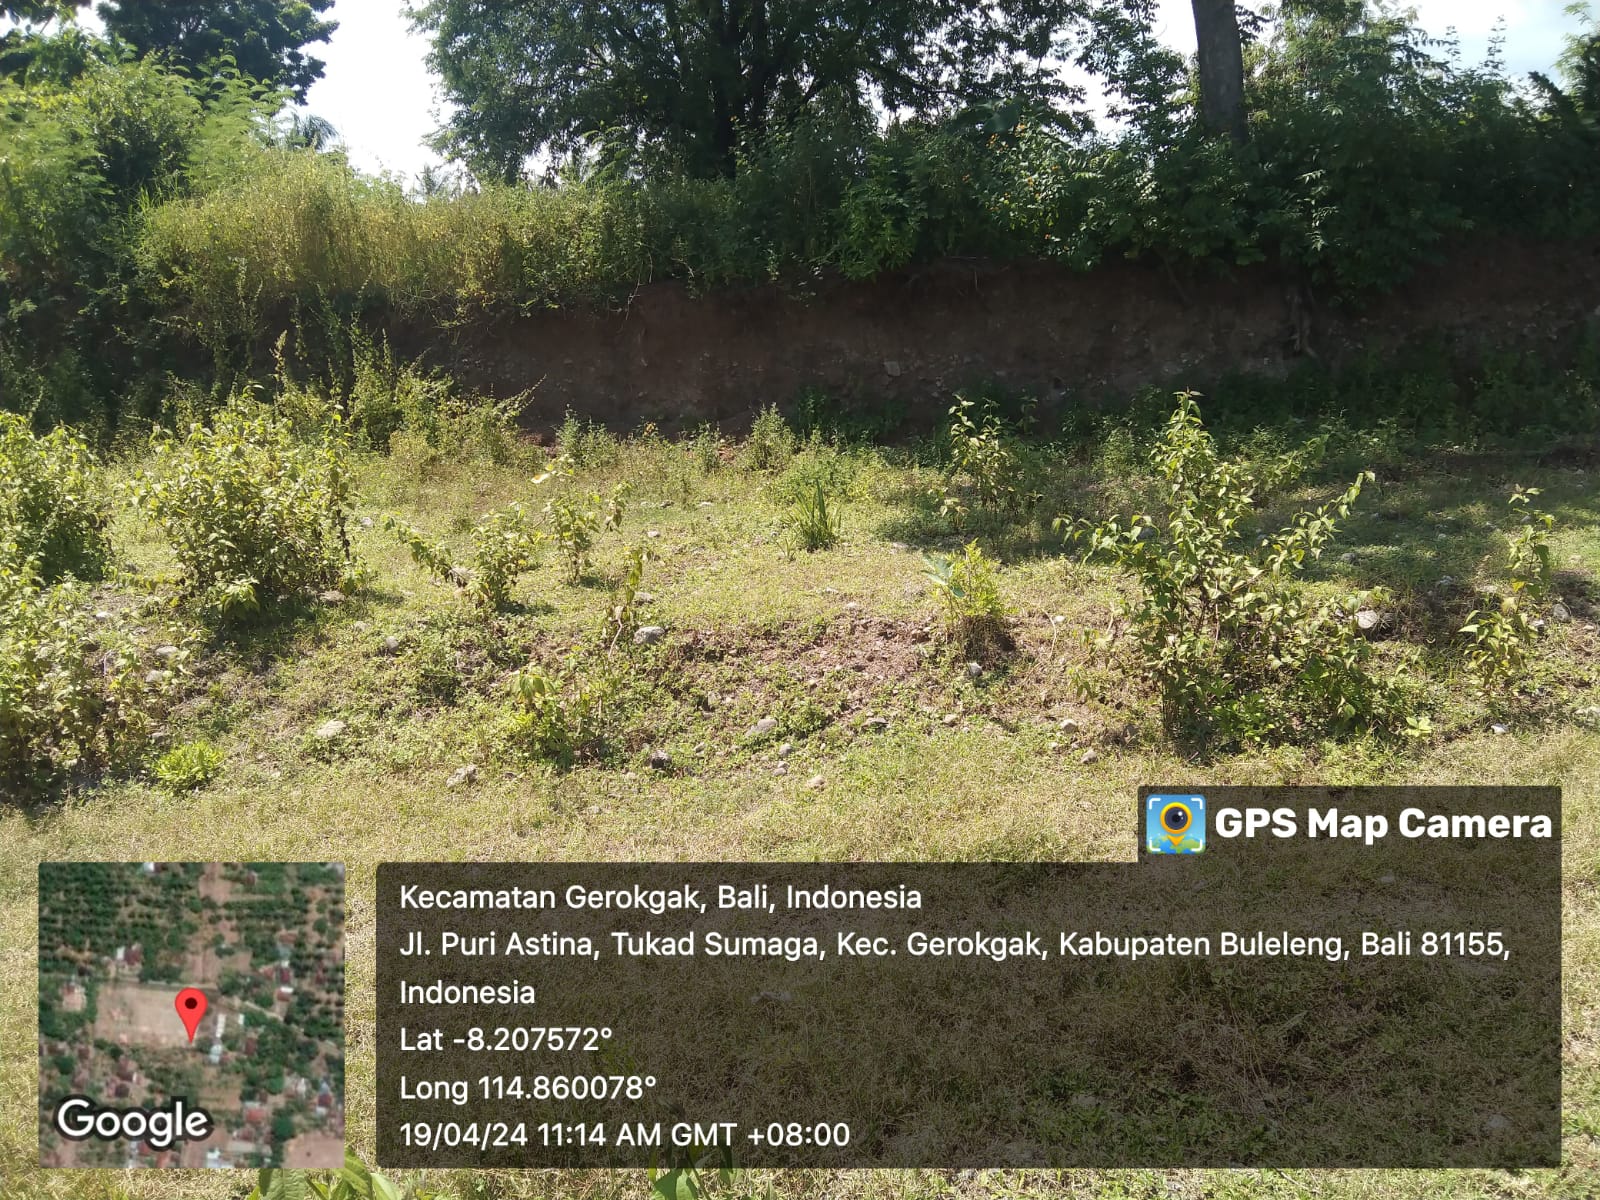 GPS Map Camera
Kecamatan Gerokgak, Bali, Indonesia
Jl. Puri Astina, Tukad Sumaga, Kec. Gerokgak, Kabupaten Buleleng, Bali 81155,
Indonesia
Lat -8.207572°
Long 114.860078°
19/04/24 11:14 AM GMT +08:00
Google